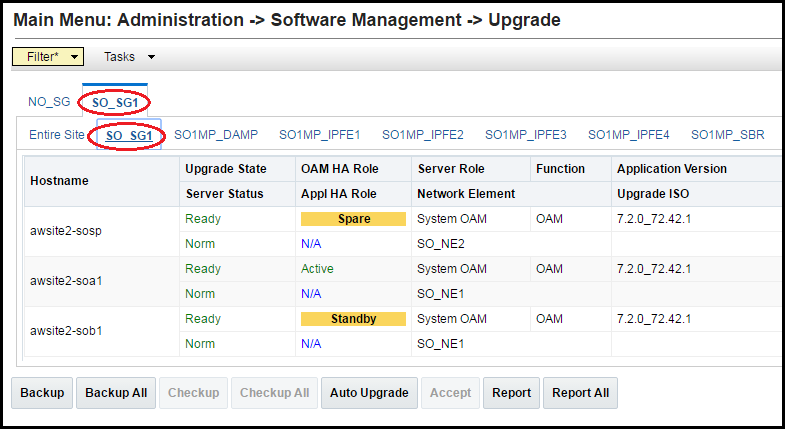 Main Menu: Administration -> Software Management -> Upgrade
Filter* Tasks
NO_SG SO_SG1
Entire Site SO_SG1 SO1MP_DAMP SO1MP_IPFE1 SO1MP_IPFE2 SO1MP_IPFE3 SO1MP_IPFE4 SO1MP_SBR
Hostname Upgrade State OAM HA Role Server Role Function Application Version
Server Status Appl HA Role Network Element Upgrade ISO
awsite2-sosp Ready Spare System OAM OAM 7.2.0_72.42.1
Norm N/A SO_NE2
awsite2-soa1 Ready Active System OAM OAM 7.2.0_72.42.1
Norm N/A SO_NE1
awsite2-sob1 Ready Standby System OAM OAM 7.2.0_72.42.1
Norm N/A SO_NE1
Backup Backup All Checkup Checkup All Auto Upgrade Accept Report Report All